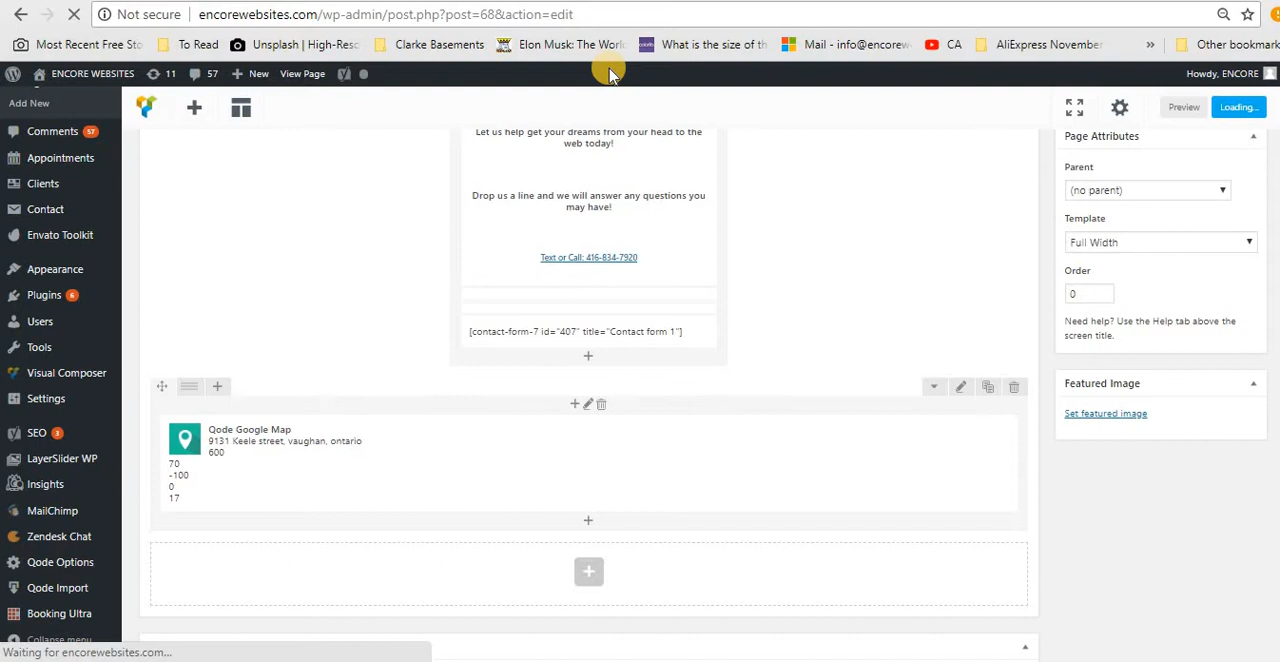 Not secure | encorewebsites.com/wp-admin/post.php?post=68&action=edit
Most Recent Free Sto
To Read
Unsplash | High-Reso
Clarke Basements
Elon Musk: The Worl
What is the size of th
Mail - info@encorew
CA
AliExpress November
»
Other bookmark
ENCORE WEBSITES
11
57
New
View Page
Howdy, ENCORE
Add New
Comments 57
Appointments
Clients
Contact
Envato Toolkit
Appearance
Plugins 6
Users
Tools
Visual Composer
Settings
SEO 3
LayerSlider WP
Insights
MailChimp
Zendesk Chat
Qode Options
Qode Import
Booking Ultra
Collapse menu
Waiting for encorewebsites.com...
Preview
Loading...
Let us help get your dreams from your head to the
web today!
Drop us a line and we will answer any questions you
may have!
Text or Call: 416-834-7920
[contact-form-7 id="407" title="Contact form 1"]
Qode Google Map
9131 Keele street, vaughan, ontario
600
70
-100
0
17
Page Attributes
Parent
(no parent)
Template
Full Width
Order
0
Need help? Use the Help tab above the
screen title.
Featured Image
Set featured image